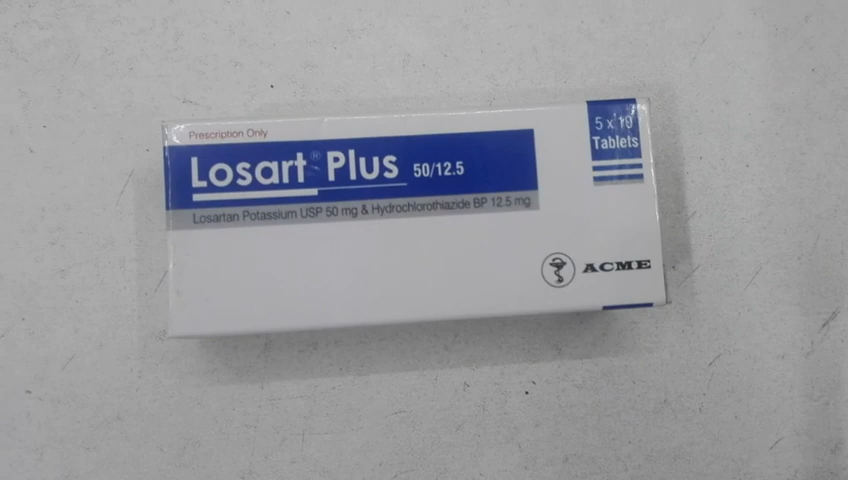 Prescription Only
Losart® Plus 50/12.5
Losartan Potassium USP 50 mg & Hydrochlorothiazide BP 12.5 mg
5 x 10
Tablets
ACME